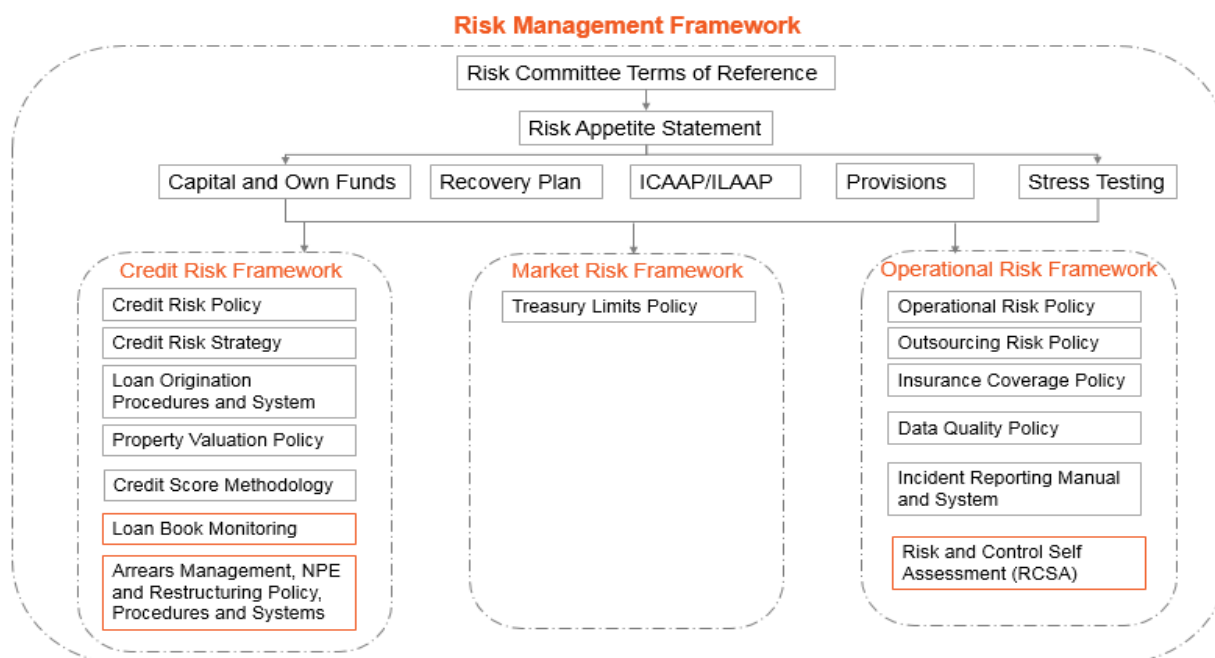 Risk Management Framework
Risk Committee Terms of Reference
Risk Appetite Statement
Capital and Own Funds
Recovery Plan
ICAAP/ILAAP
Provisions
Stress Testing
Credit Risk Framework
Credit Risk Policy
Credit Risk Strategy
Loan Origination
Procedures and System
Property Valuation Policy
Credit Score Methodology
Loan Book Monitoring
Arrears Management, NPE
and Restructuring Policy,
Procedures and Systems
Market Risk Framework
Treasury Limits Policy
Operational Risk Framework
Operational Risk Policy
Outsourcing Risk Policy
Insurance Coverage Policy
Data Quality Policy
Incident Reporting Manual
and System
Risk and Control Self
Assessment (RCSA)